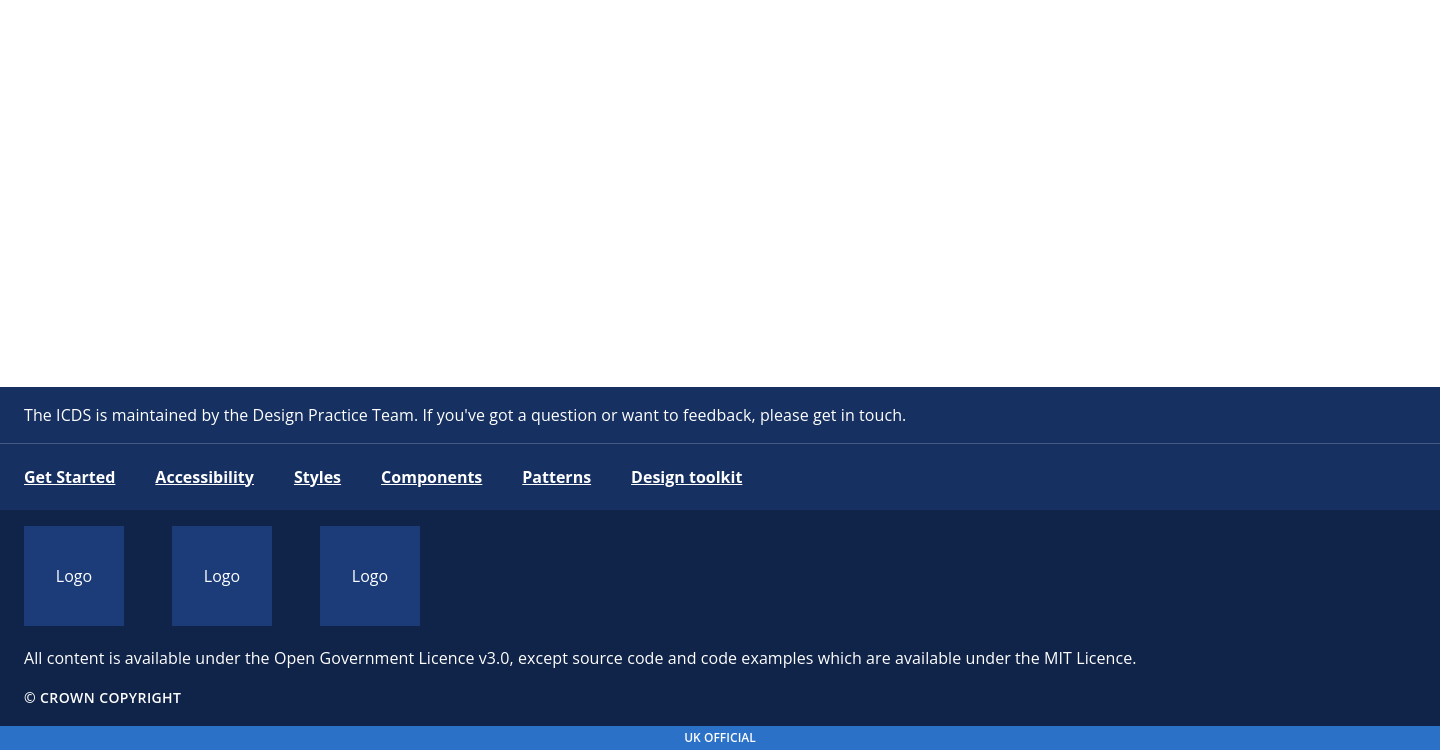 The ICDS is maintained by the Design Practice Team. If you've got a question or want to feedback, please get in touch.
Get Started Accessibility Styles Components Patterns Design toolkit
Logo Logo Logo
All content is available under the Open Government Licence v3.0, except source code and code examples which are available under the MIT Licence.
© CROWN COPYRIGHT
UK OFFICIAL